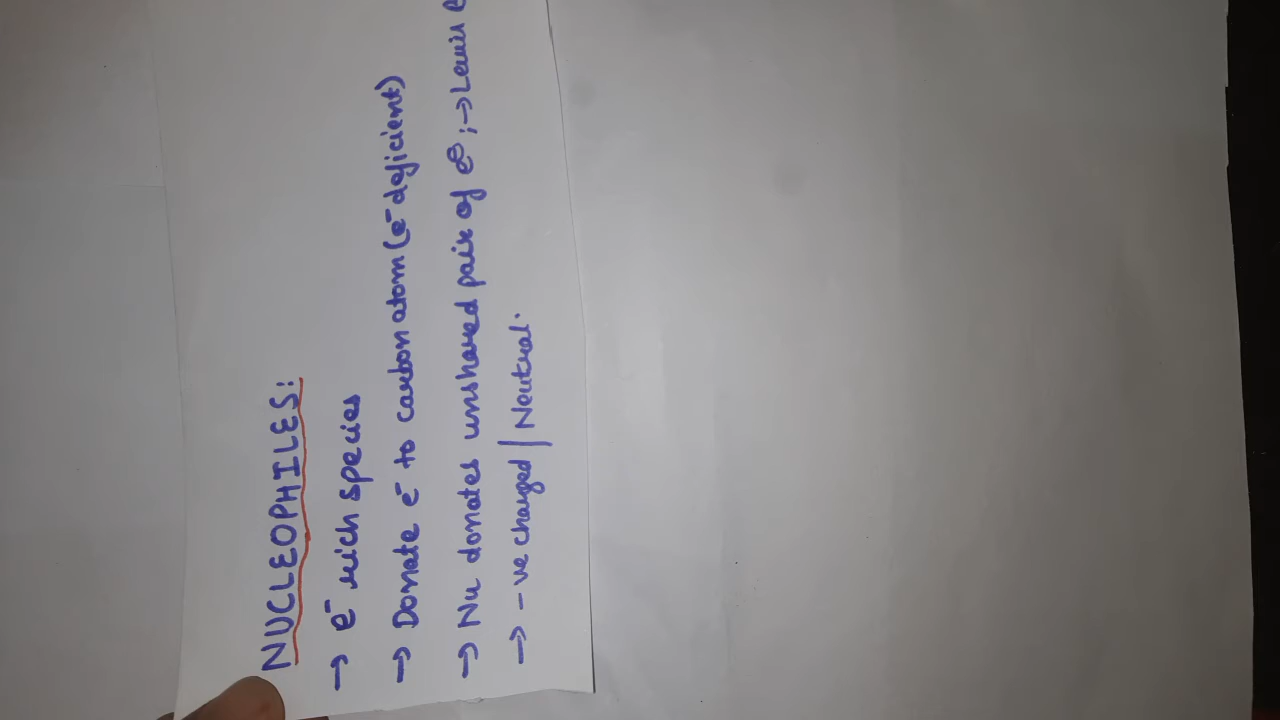 NUCLEOPHILES:
→ e⁻ rich species
→ Donate e⁻ to carbon atom (e⁻ deficient)
→ Nu donates unshared pair of e⊖; → Lewis
→ -ve charged / Neutral.